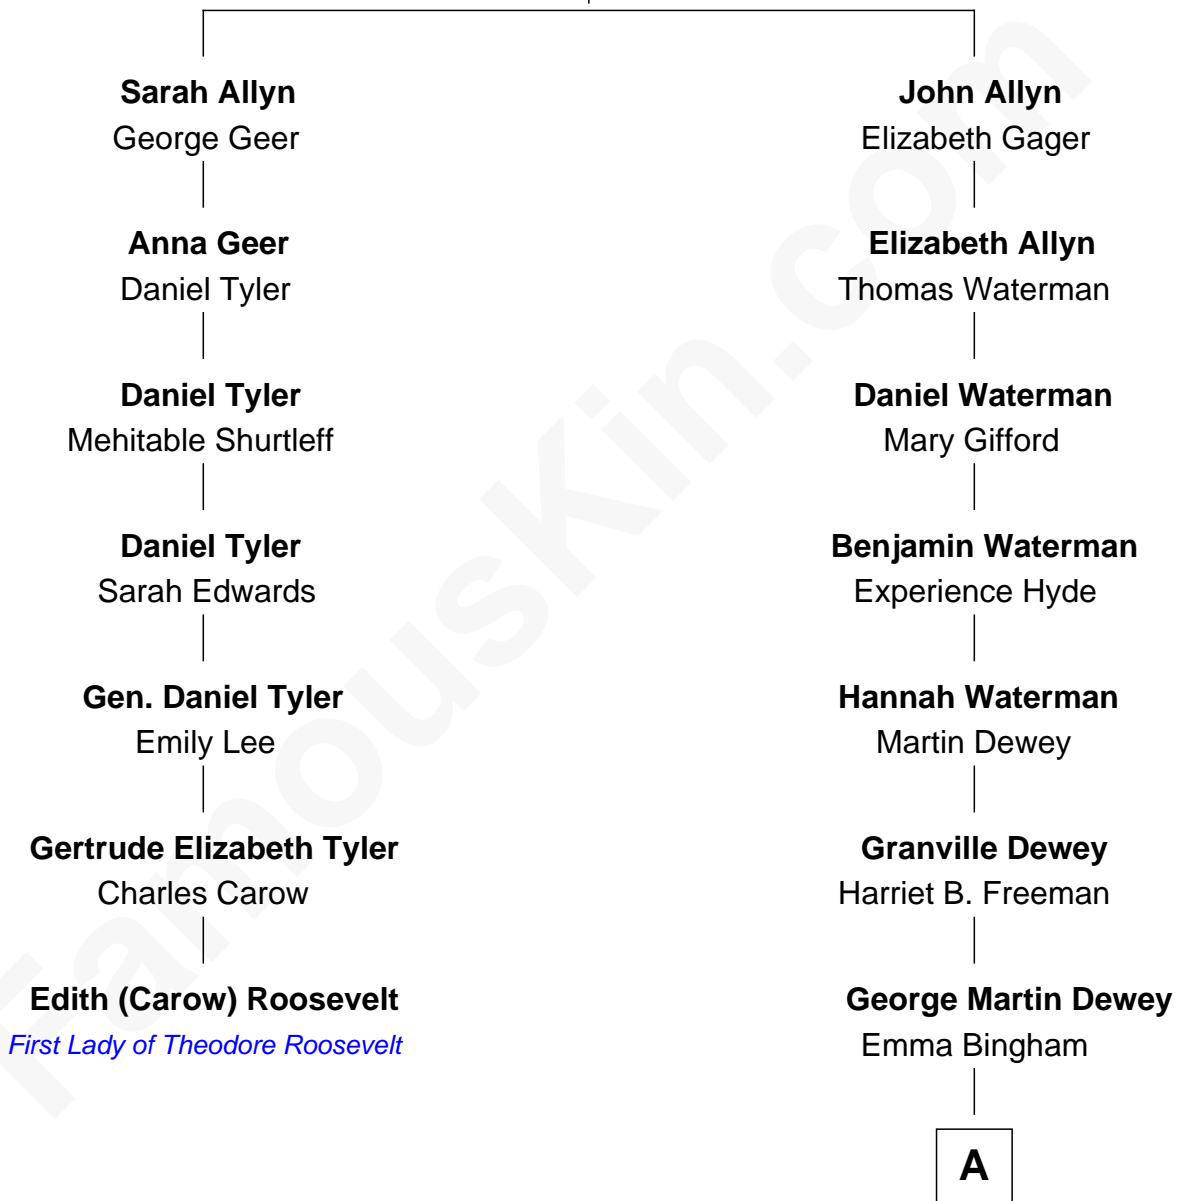 Sarah Allyn
George Geer
Anna Geer
Daniel Tyler
Daniel Tyler
Mehitable Shurtleff
Daniel Tyler
Sarah Edwards
Gen. Daniel Tyler
Emily Lee
Gertrude Elizabeth Tyler
Charles Carow
Edith (Carow) Roosevelt
First Lady of Theodore Roosevelt
John Allyn
Elizabeth Gager
Elizabeth Allyn
Thomas Waterman
Daniel Waterman
Mary Gifford
Benjamin Waterman
Experience Hyde
Hannah Waterman
Martin Dewey
Granville Dewey
Harriet B. Freeman
George Martin Dewey
Emma Bingham
A
FamousKin.com